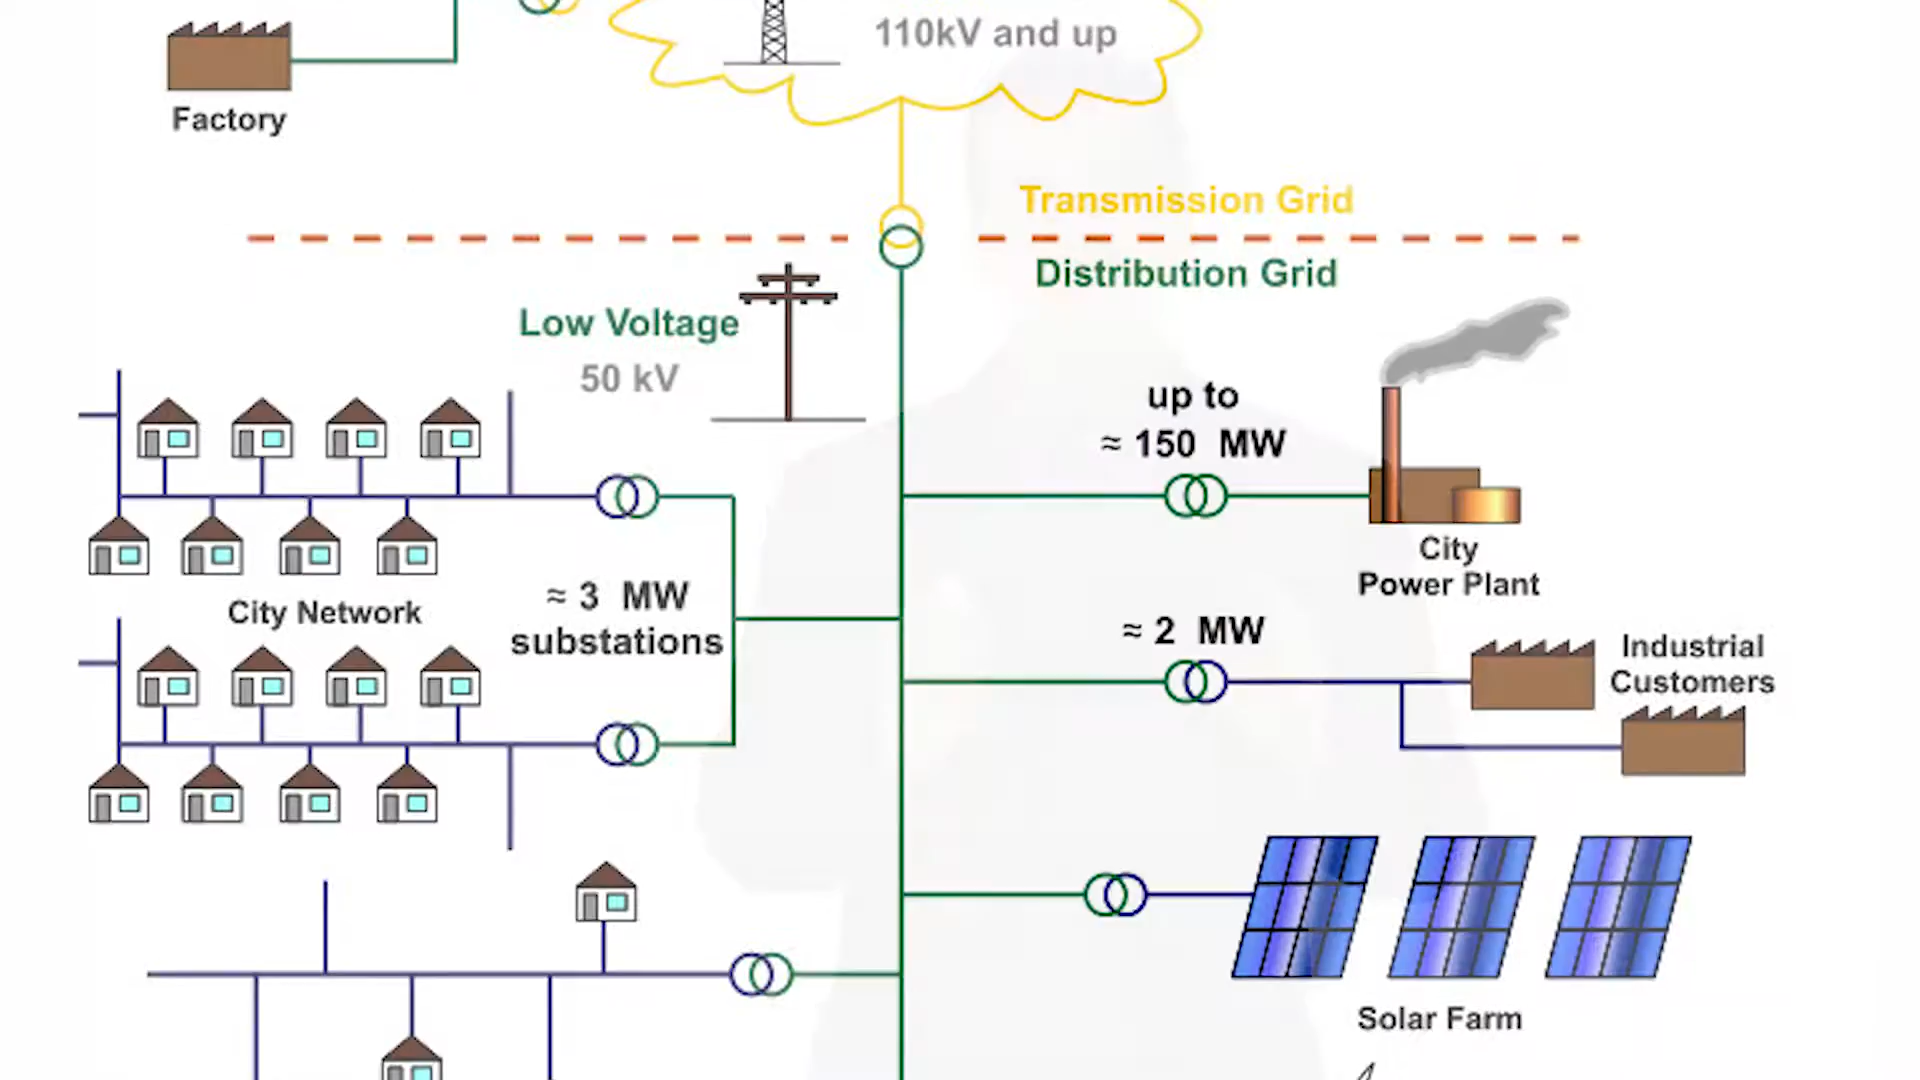 110kV and up
Factory
Transmission Grid
Distribution Grid
Low Voltage
50 kV
up to
≈ 150 MW
City
Power Plant
≈ 3 MW
substations
City Network
≈ 2 MW
Industrial
Customers
Solar Farm